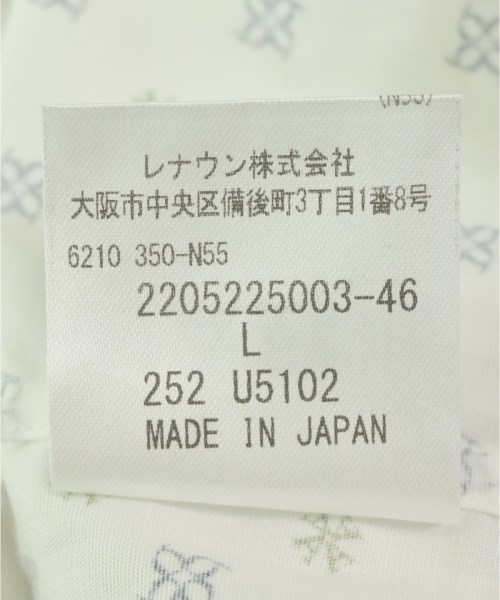 (N55)
レナウン株式会社
大阪市中央区備後町3丁目1番8号
6210 350-N55
2205225003-46
L
252 U5102
MADE IN JAPAN